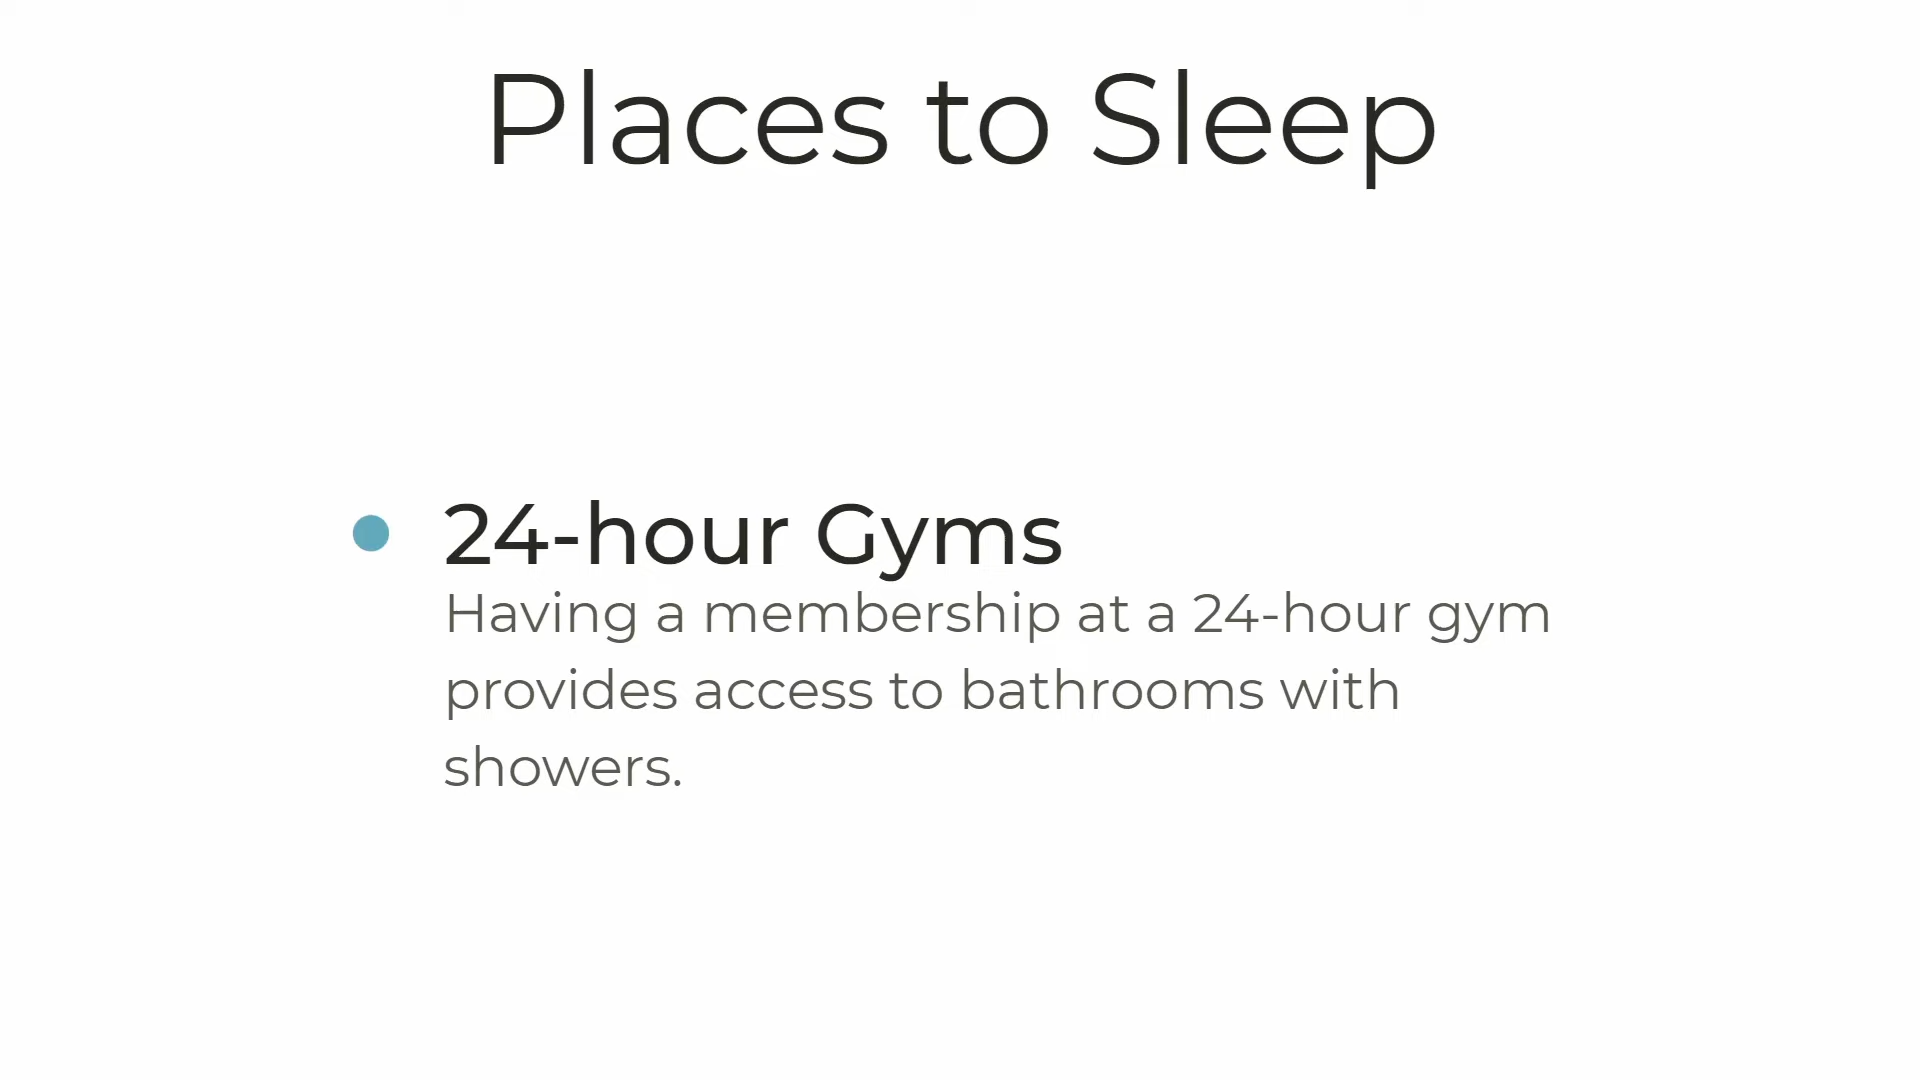 Places to Sleep
24-hour Gyms
Having a membership at a 24-hour gym
provides access to bathrooms with
showers.